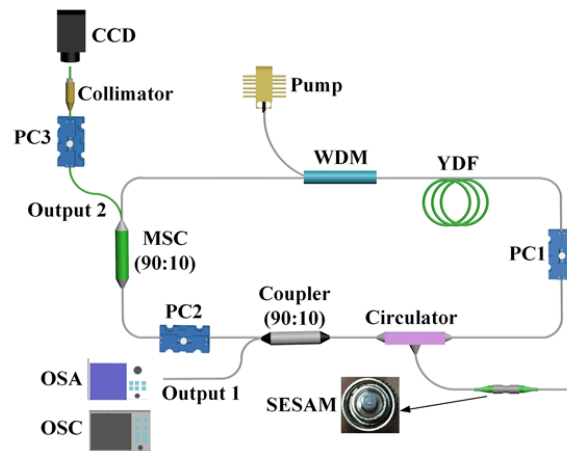 CCD
Collimator
Pump
PC3
WDM
YDF
Output 2
MSC
(90:10)
PC1
PC2
Coupler
(90:10)
Circulator
OSA
Output 1
SESAM
OSC